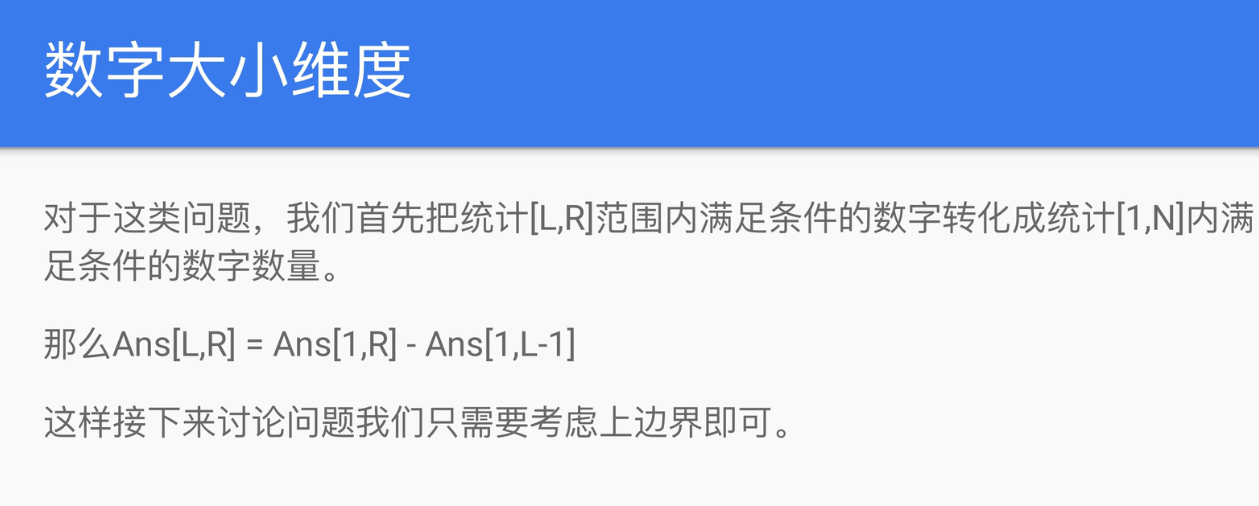 数字大小维度
对于这类问题，我们首先把统计[L,R]范围内满足条件的数字转化成统计[1,N]内满
足条件的数字数量。
那么Ans[L,R] = Ans[1,R] - Ans[1,L-1]
这样接下来讨论问题我们只需要考虑上边界即可。